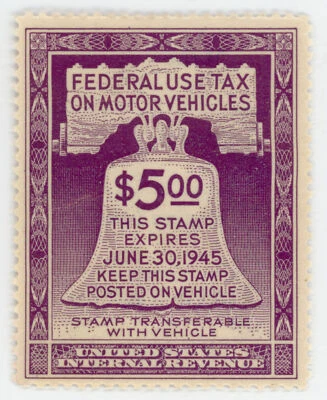 FEDERAL USE TAX
ON MOTOR VEHICLES
$5.00
THIS STAMP
EXPIRES
JUNE 30, 1945
KEEP THIS STAMP
POSTED ON VEHICLE
STAMP TRANSFERABLE
WITH VEHICLE
UNITED STATES
INTERNAL REVENUE